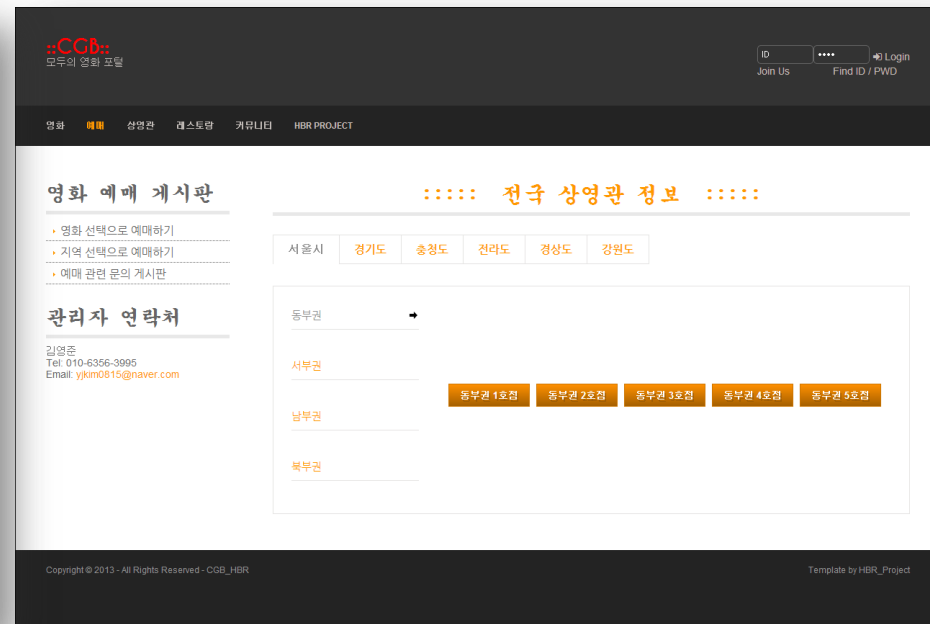 ::CGB::
모두의 영화 포털
ID •••• Login
Join Us Find ID / PWD
영화 예매 상영관 레스토랑 커뮤니티 HBR PROJECT
영화 예매 게시판
영화 선택으로 예매하기
지역 선택으로 예매하기
예매 관련 문의 게시판
관리자 연락처
김영준
Tel: 010-6356-3995
Email: yjkim0815@naver.com
::::: 전국 상영관 정보 :::::
서울시 경기도 충청도 전라도 경상도 강원도
동부권
서부권
남부권
북부권
동부권 1호점 동부권 2호점 동부권 3호점 동부권 4호점 동부권 5호점
Copyright © 2013 - All Rights Reserved - CGB_HBR
Template by HBR_Project